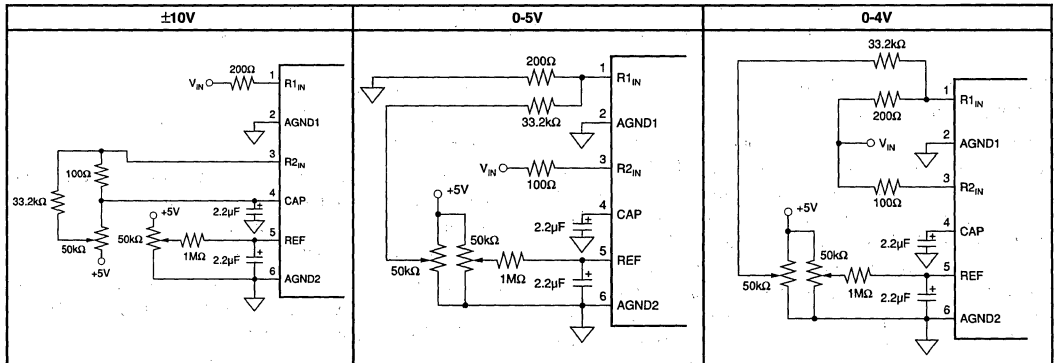 ±10V
200Ω
V_IN
1
R1_IN
2
AGND1
3
R2_IN
100Ω
33.2kΩ
4
CAP
+5V
2.2µF
+
5
REF
50kΩ
50kΩ
1MΩ
2.2µF
+
+5V
6
AGND2
0-5V
200Ω
1
R1_IN
33.2kΩ
2
AGND1
V_IN
3
R2_IN
100Ω
+5V
4
CAP
2.2µF
+
50kΩ
5
REF
50kΩ
1MΩ
2.2µF
+
6
AGND2
0-4V
33.2kΩ
1
R1_IN
200Ω
2
AGND1
V_IN
3
R2_IN
100Ω
+5V
4
CAP
2.2µF
+
50kΩ
5
REF
50kΩ
1MΩ
2.2µF
+
6
AGND2